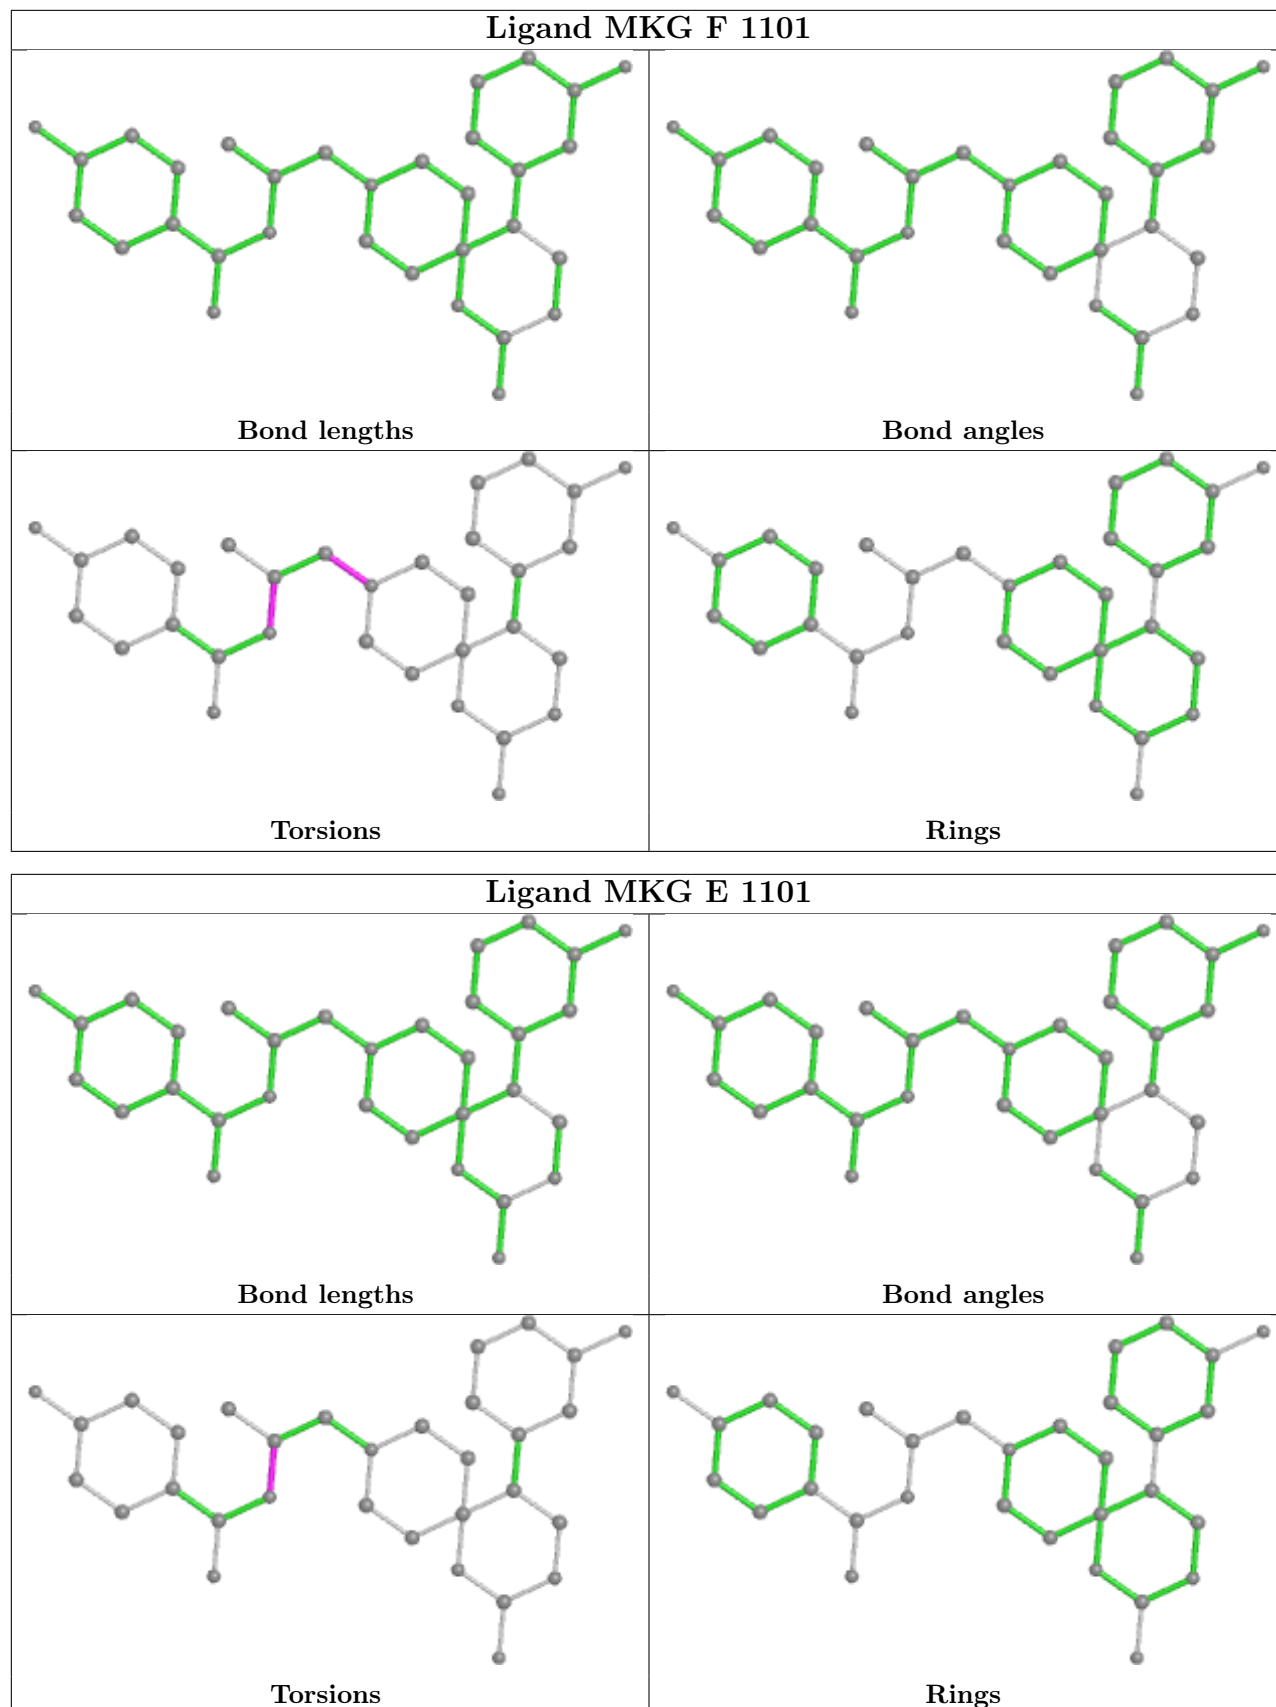 Ligand MKG F 1101
Bond lengths
Bond angles
Torsions
Rings
Ligand MKG E 1101
Bond lengths
Bond angles
Torsions
Rings